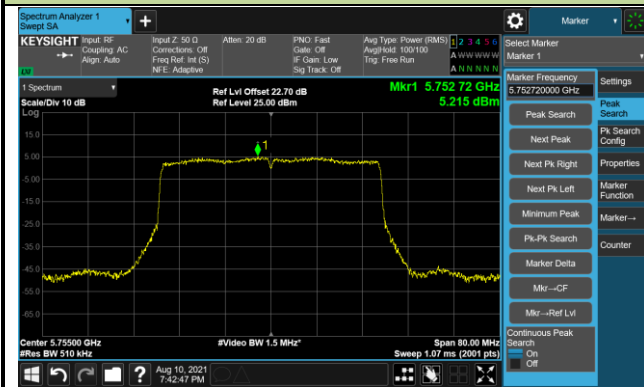 Spectrum Analyzer 1
Swept SA
+
Marker
KEYSIGHT
Input: RF
Coupling: AC
Align: Auto
Input Z: 50 Ω
Corrections: Off
Freq Ref: Int (S)
NFE: Adaptive
Atten: 20 dB
PNO: Fast
Gate: Off
IF Gain: Low
Sig Track: Off
Avg Type: Power (RMS)
Avg|Hold: 100/100
Trig: Free Run
1 2 3 4 5 6
A W W W W W
A N N N N N
Select Marker
Marker 1
LXI
1 Spectrum
Scale/Div 10 dB
Log
Ref Lvl Offset 22.70 dB
Ref Level 25.00 dBm
Mkr1 5.752 72 GHz
5.215 dBm
15.0
5.00
-5.00
-15.0
-25.0
-35.0
-45.0
-55.0
-65.0
1
Center 5.75500 GHz
#Res BW 510 kHz
#Video BW 1.5 MHz*
Span 80.00 MHz
Sweep 1.07 ms (2001 pts)
Marker Frequency
5.752720000 GHz
Peak Search
Next Peak
Next Pk Right
Next Pk Left
Minimum Peak
Pk-Pk Search
Marker Delta
Mkr→CF
Mkr→Ref Lvl
Continuous Peak
Search
On
Off
Settings
Peak
Search
Pk Search
Config
Properties
Marker
Function
Marker→
Counter
?
Aug 10, 2021
7:42:47 PM